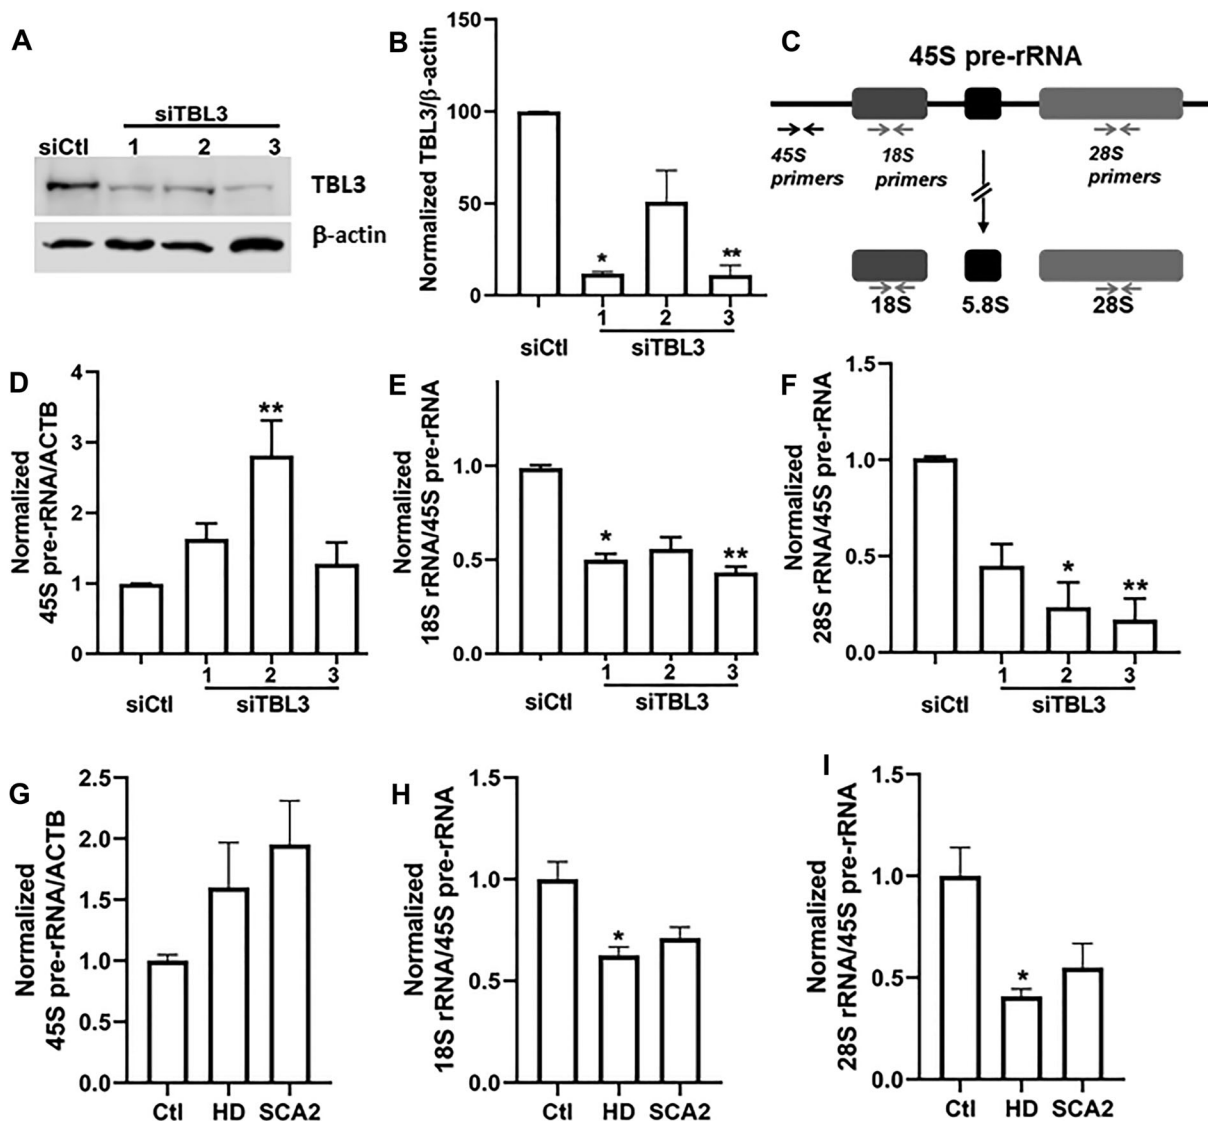 A
siTBL3
siCtl 1 2 3
TBL3
β-actin
B
Normalized TBL3/β-actin
150
100
50
0
*
**
1 2 3
siCtl siTBL3
C
45S pre-rRNA
45S primers
18S primers
28S primers
18S 5.8S 28S
D
Normalized
45S pre-rRNA/ACTB
4
3
2
1
0
**
1 2 3
siCtl siTBL3
E
Normalized
18S rRNA/45S pre-rRNA
1.0
0.5
0.0
*
**
1 2 3
siCtl siTBL3
F
Normalized
28S rRNA/45S pre-rRNA
1.5
1.0
0.5
0.0
*
**
1 2 3
siCtl siTBL3
G
Normalized
45S pre-rRNA/ACTB
2.5
2.0
1.5
1.0
0.5
0.0
Ctl HD SCA2
H
Normalized
18S rRNA/45S pre-rRNA
1.5
1.0
0.5
0.0
*
Ctl HD SCA2
I
Normalized
28S rRNA/45S pre-rRNA
1.5
1.0
0.5
0.0
*
Ctl HD SCA2